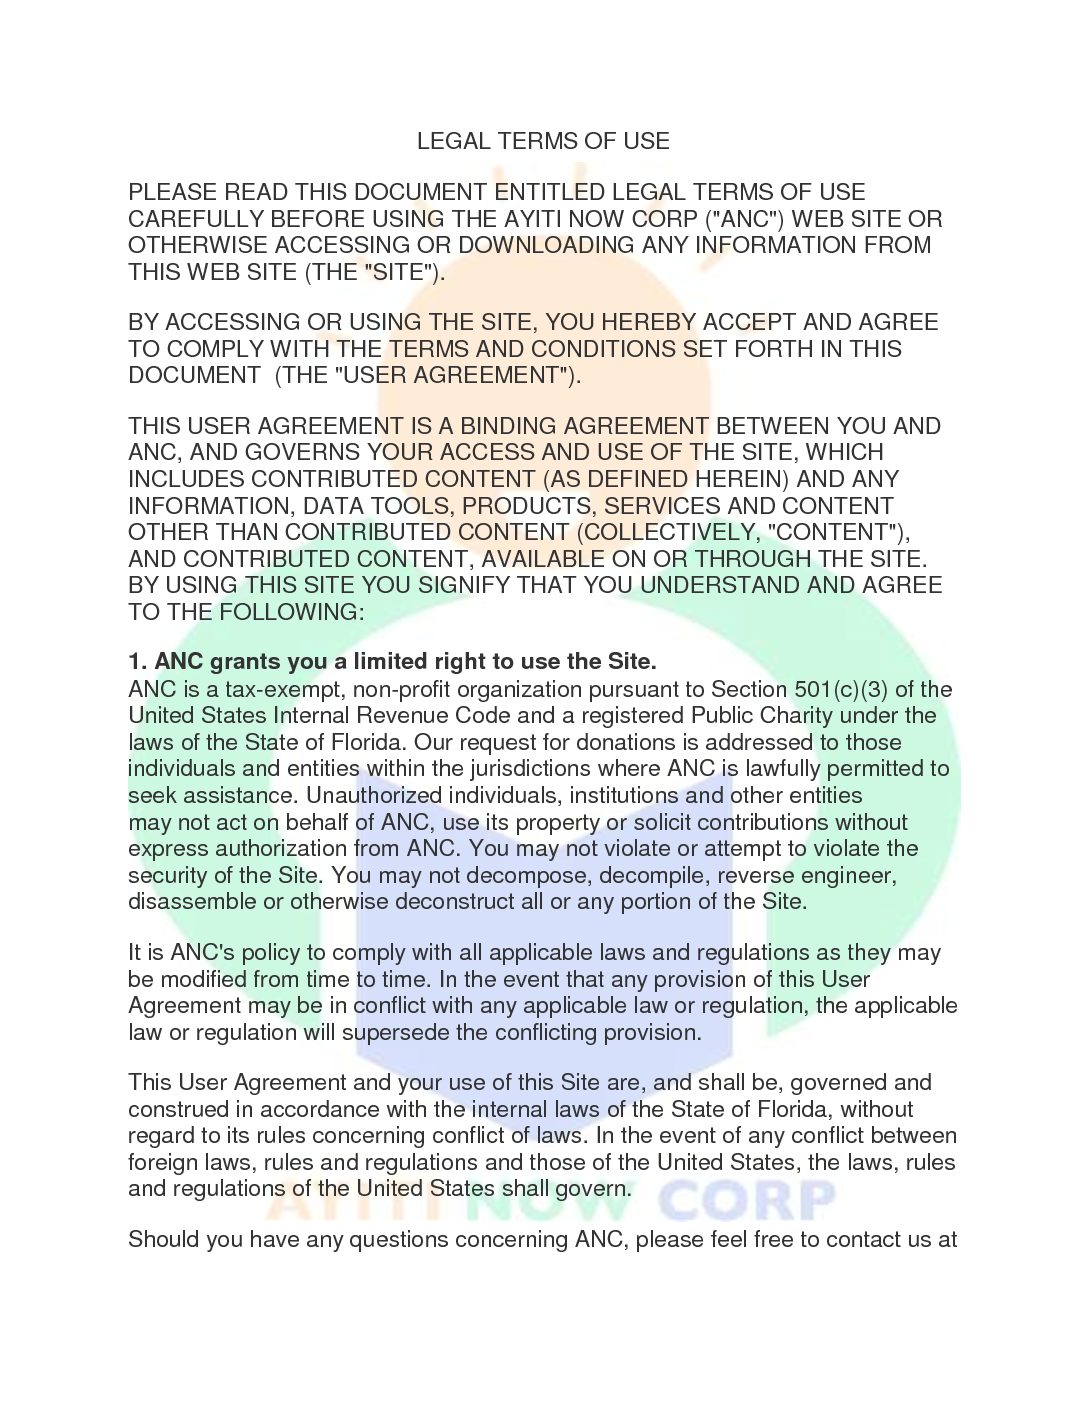 LEGAL TERMS OF USE
PLEASE READ THIS DOCUMENT ENTITLED LEGAL TERMS OF USE
CAREFULLY BEFORE USING THE AYITI NOW CORP ("ANC") WEB SITE OR
OTHERWISE ACCESSING OR DOWNLOADING ANY INFORMATION FROM
THIS WEB SITE (THE "SITE").
BY ACCESSING OR USING THE SITE, YOU HEREBY ACCEPT AND AGREE
TO COMPLY WITH THE TERMS AND CONDITIONS SET FORTH IN THIS
DOCUMENT  (THE "USER AGREEMENT").
THIS USER AGREEMENT IS A BINDING AGREEMENT BETWEEN YOU AND
ANC, AND GOVERNS YOUR ACCESS AND USE OF THE SITE, WHICH
INCLUDES CONTRIBUTED CONTENT (AS DEFINED HEREIN) AND ANY
INFORMATION, DATA TOOLS, PRODUCTS, SERVICES AND CONTENT
OTHER THAN CONTRIBUTED CONTENT (COLLECTIVELY, "CONTENT"),
AND CONTRIBUTED CONTENT, AVAILABLE ON OR THROUGH THE SITE.
BY USING THIS SITE YOU SIGNIFY THAT YOU UNDERSTAND AND AGREE
TO THE FOLLOWING:
1. ANC grants you a limited right to use the Site.
ANC is a tax-exempt, non-profit organization pursuant to Section 501(c)(3) of the
United States Internal Revenue Code and a registered Public Charity under the
laws of the State of Florida. Our request for donations is addressed to those
individuals and entities within the jurisdictions where ANC is lawfully permitted to
seek assistance. Unauthorized individuals, institutions and other entities
may not act on behalf of ANC, use its property or solicit contributions without
express authorization from ANC. You may not violate or attempt to violate the
security of the Site. You may not decompose, decompile, reverse engineer,
disassemble or otherwise deconstruct all or any portion of the Site.
It is ANC's policy to comply with all applicable laws and regulations as they may
be modified from time to time. In the event that any provision of this User
Agreement may be in conflict with any applicable law or regulation, the applicable
law or regulation will supersede the conflicting provision.
This User Agreement and your use of this Site are, and shall be, governed and
construed in accordance with the internal laws of the State of Florida, without
regard to its rules concerning conflict of laws. In the event of any conflict between
foreign laws, rules and regulations and those of the United States, the laws, rules
and regulations of the United States shall govern.
AYITI NOW CORP
Should you have any questions concerning ANC, please feel free to contact us at